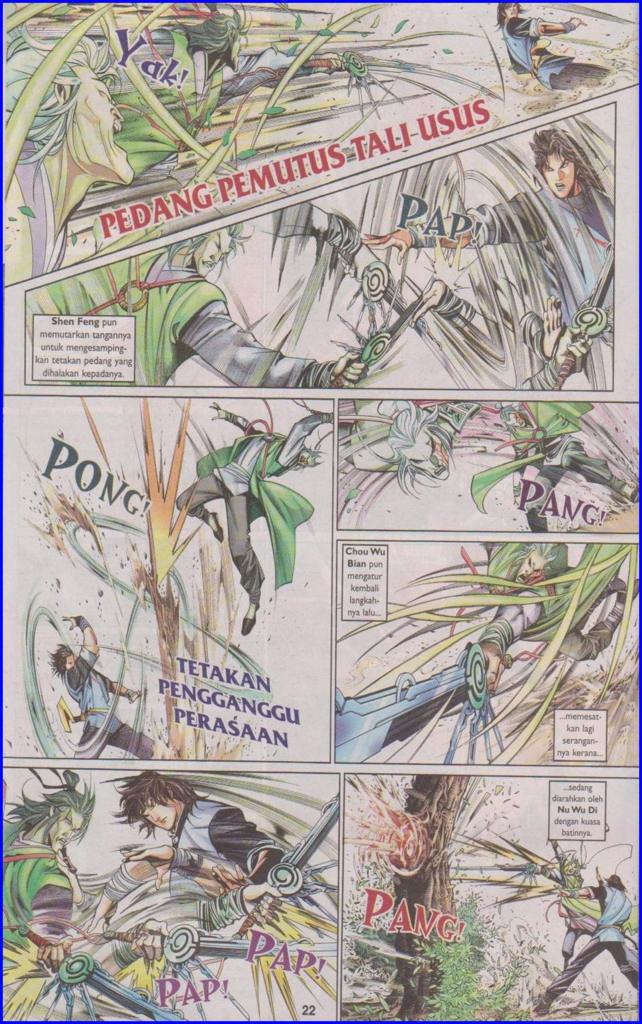 Yak!
PEDANG PEMUTUS TALI USUS
PAP!
Shen Feng pun
memutarkan tangannya
untuk mengesamping-
kan tetakan pedang yang
dihalakan kepadanya.
PONG!
TETAKAN
PENGGANGGU
PERASAAN
PANG!
Chou Wu
Bian pun
mengatur
kembali
langkah-
nya lalu...
...memesat-
kan lagi
serangan-
nya kerana...
PAP!
PAP!
...sedang
diarahkan oleh
Nu Wu Di
dengan kuasa
batinnya.
PANG!
22